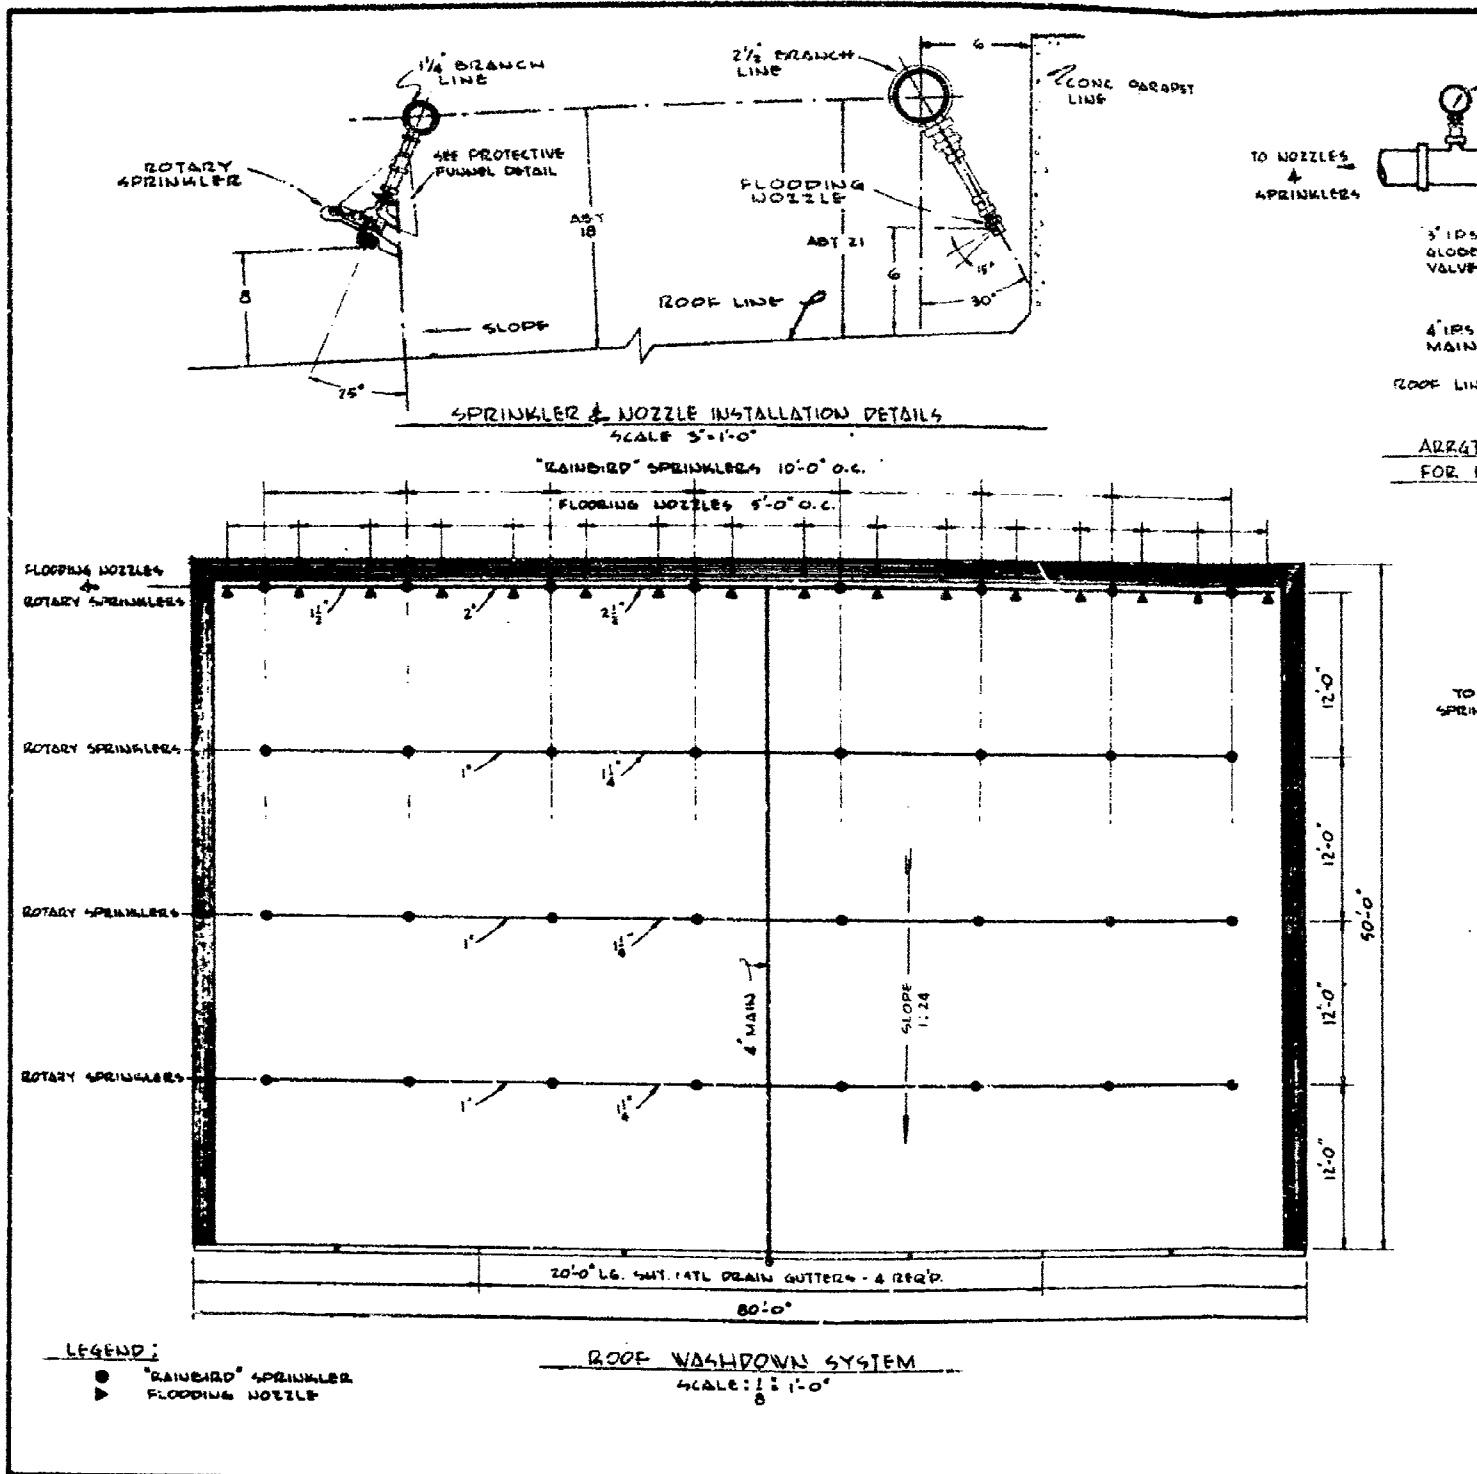 1¼" BRANCH
LINE
2½" BRANCH
LINE
6
CONC PARAPET
LINE
ROTARY
SPRINKLER
SEE PROTECTIVE
FUNNEL DETAIL
FLOODING
NOZZLE
TO NOZZLES
&
SPRINKLERS
ABT
18
ABT 21
6
15°
30°
8
ROOF LINE
SLOPE
25°
3" IPS
GLOBE
VALVE
4" IPS
MAIN
ROOF LIN
SPRINKLER & NOZZLE INSTALLATION DETAILS
SCALE 3"=1'-0"
ARRGT
FOR
"RAINBIRD" SPRINKLERS 10'-0" O.C.
FLOODING NOZZLES 5'-0" O.C.
FLOODING NOZZLES
&
ROTARY SPRINKLERS
1½"
2"
2½"
12'-0"
TO
SPRIN
ROTARY SPRINKLERS
1"
1¼"
12'-0"
50'-0"
ROTARY SPRINKLERS
1"
1¼"
4" MAIN
SLOPE
1:24
12'-0"
ROTARY SPRINKLERS
1"
1¼"
12'-0"
20'-0" LG. SHT. MTL DRAIN GUTTERS - 4 REQ'D.
80'-0"
LEGEND:
"RAINBIRD" SPRINKLER
FLOODING NOZZLE
ROOF WASHDOWN SYSTEM
SCALE: 1/8" = 1'-0"